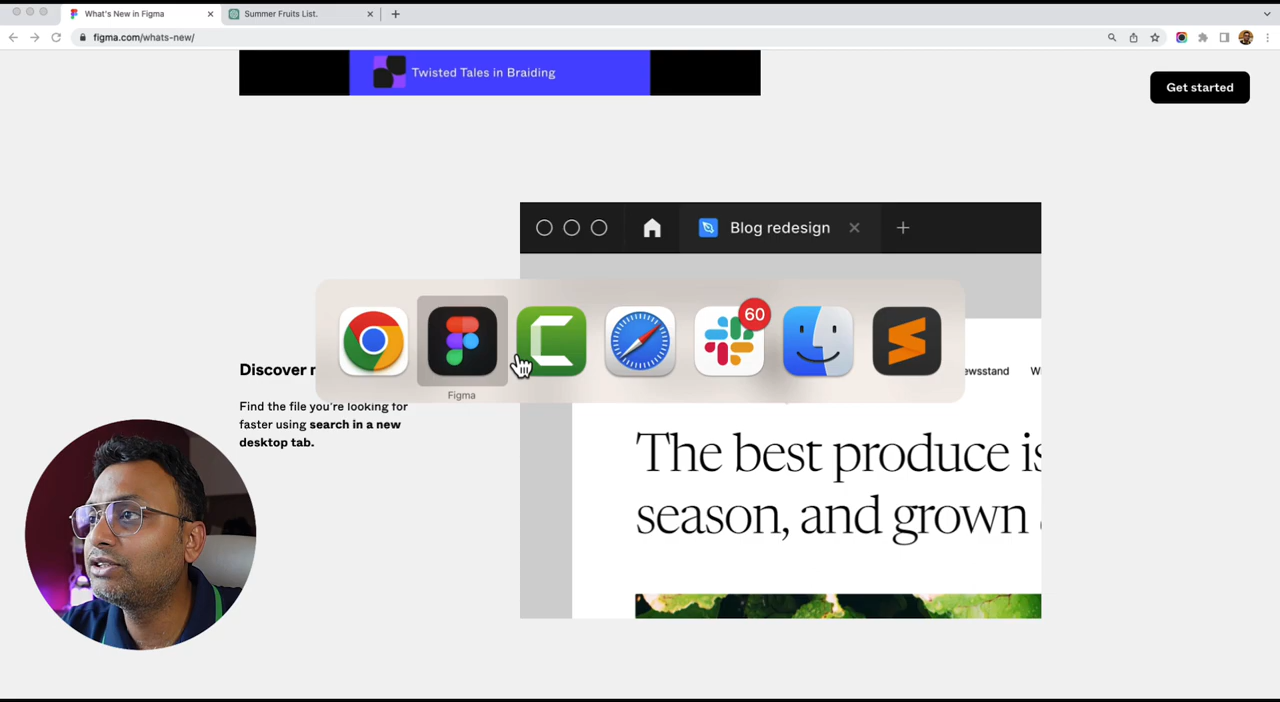 What's New in Figma
Summer Fruits List.
figma.com/whats-new/
Twisted Tales in Braiding
Get started
Blog redesign
60
Discover
Figma
ewsstand
W
Find the file you're looking for
faster using search in a new
desktop tab.
The best produce is
season, and grown